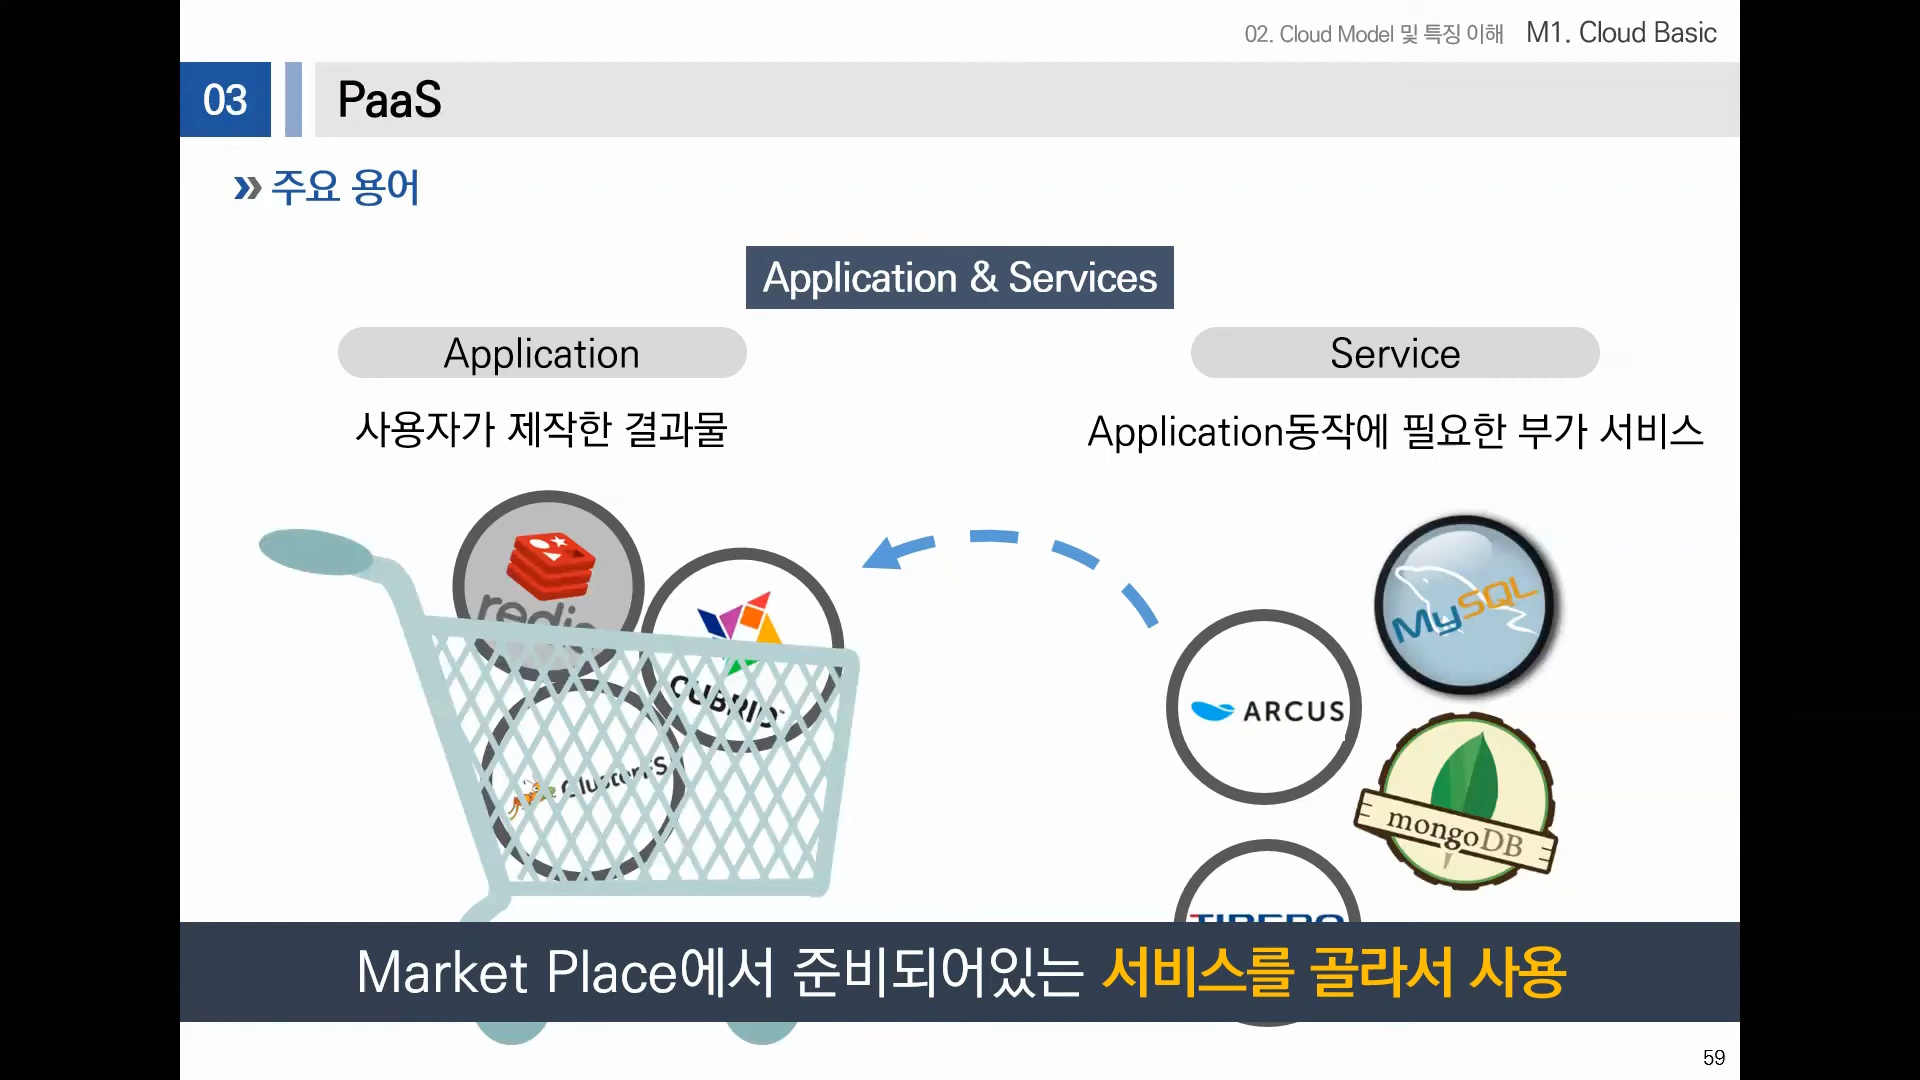 02. Cloud Model 및 특징 이해 M1. Cloud Basic
03 PaaS
주요 용어
Application & Services
Application
Service
사용자가 제작한 결과물
Application동작에 필요한 부가 서비스
redis
CUBRID
MySQL
ARCUS
GlusterFS
mongoDB
TIBERO
Market Place에서 준비되어있는 서비스를 골라서 사용
59